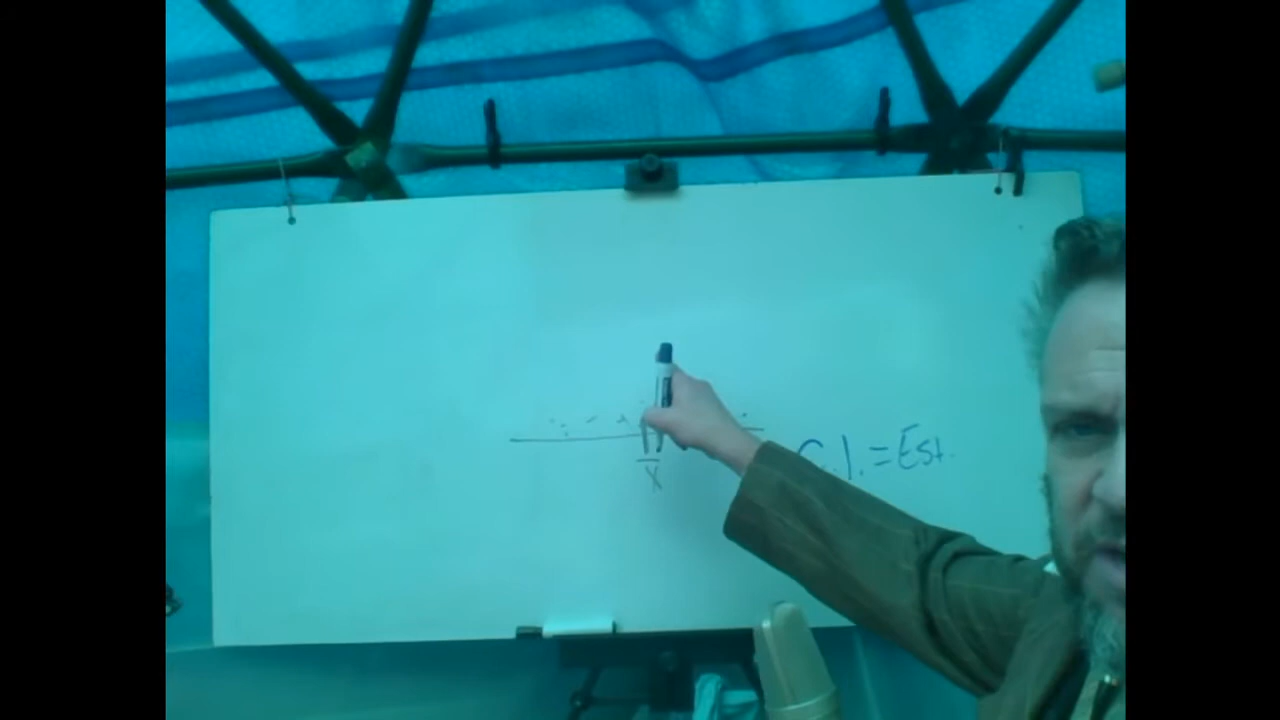 C.I. = Est.
x̄